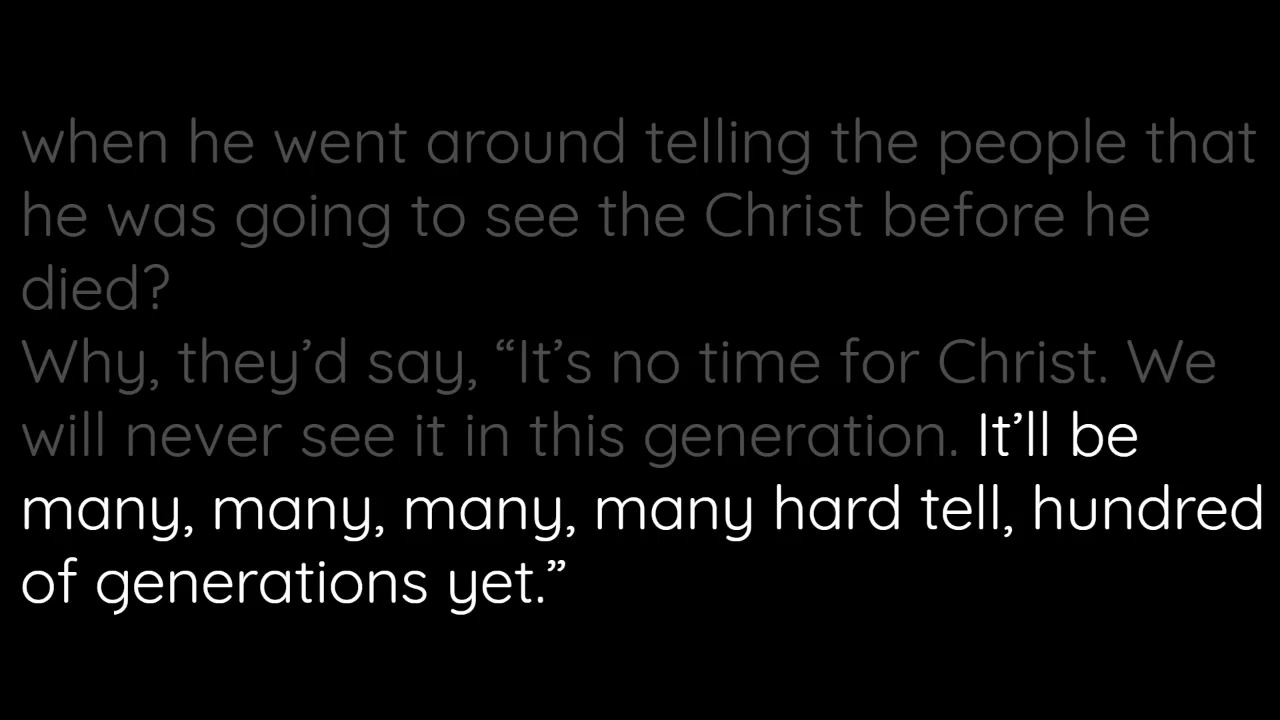 when he went around telling the people that
he was going to see the Christ before he
died?
Why, they’d say, “It’s no time for Christ. We
will never see it in this generation. It’ll be
many, many, many, many hard tell, hundred
of generations yet.”